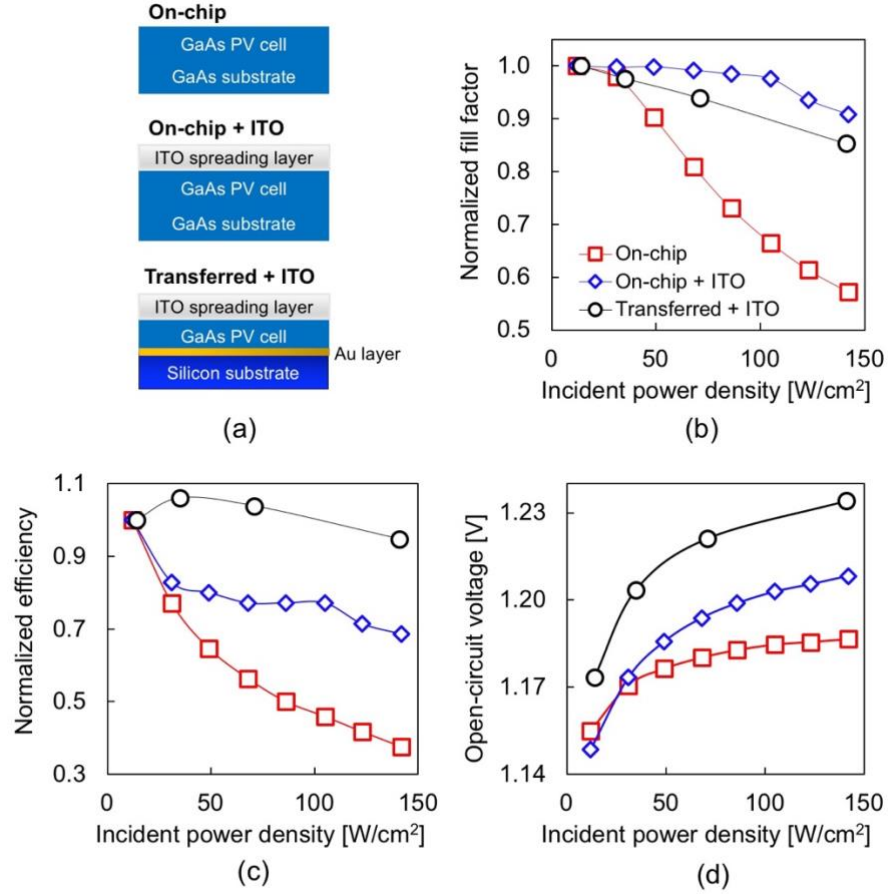 On-chip
GaAs PV cell
GaAs substrate
On-chip + ITO
ITO spreading layer
GaAs PV cell
GaAs substrate
Transferred + ITO
ITO spreading layer
GaAs PV cell
Au layer
Silicon substrate
(a)
Normalized fill factor
1.0
0.9
0.8
0.7
0.6
0.5
On-chip
On-chip + ITO
Transferred + ITO
0 50 100 150
Incident power density [W/cm²]
(b)
Normalized efficiency
1.1
0.9
0.7
0.5
0.3
0 50 100 150
Incident power density [W/cm²]
(c)
Open-circuit voltage [V]
1.23
1.20
1.17
1.14
0 50 100 150
Incident power density [W/cm²]
(d)